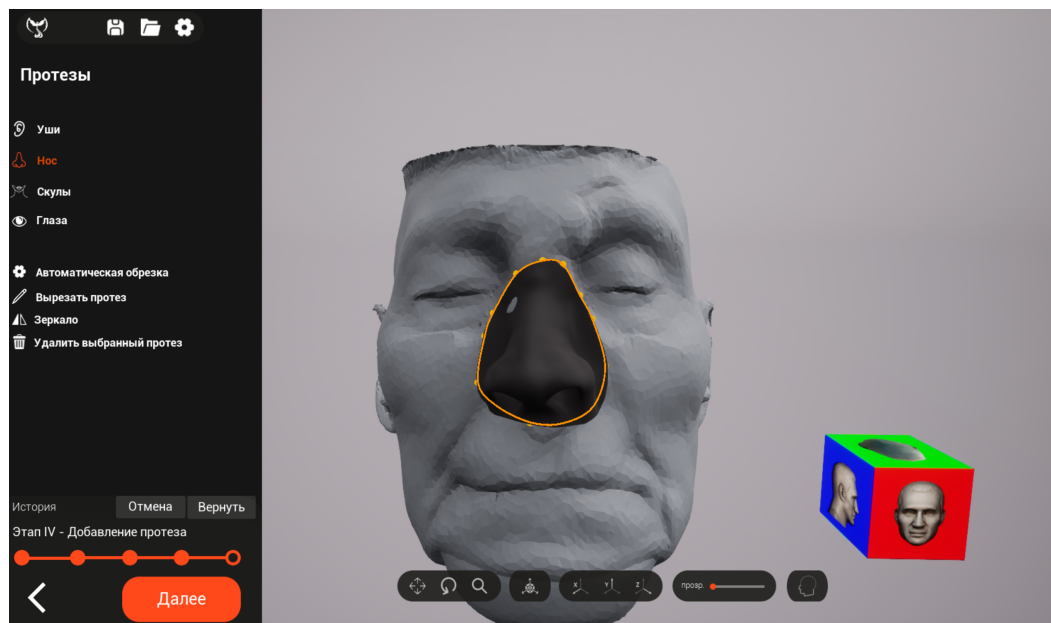 Протезы
Уши
Нос
Скулы
Глаза
Автоматическая обрезка
Вырезать протез
Зеркало
Удалить выбранный протез
История
Отмена
Вернуть
Этап IV - Добавление протеза
Далее
X
Y
Z
прозр.